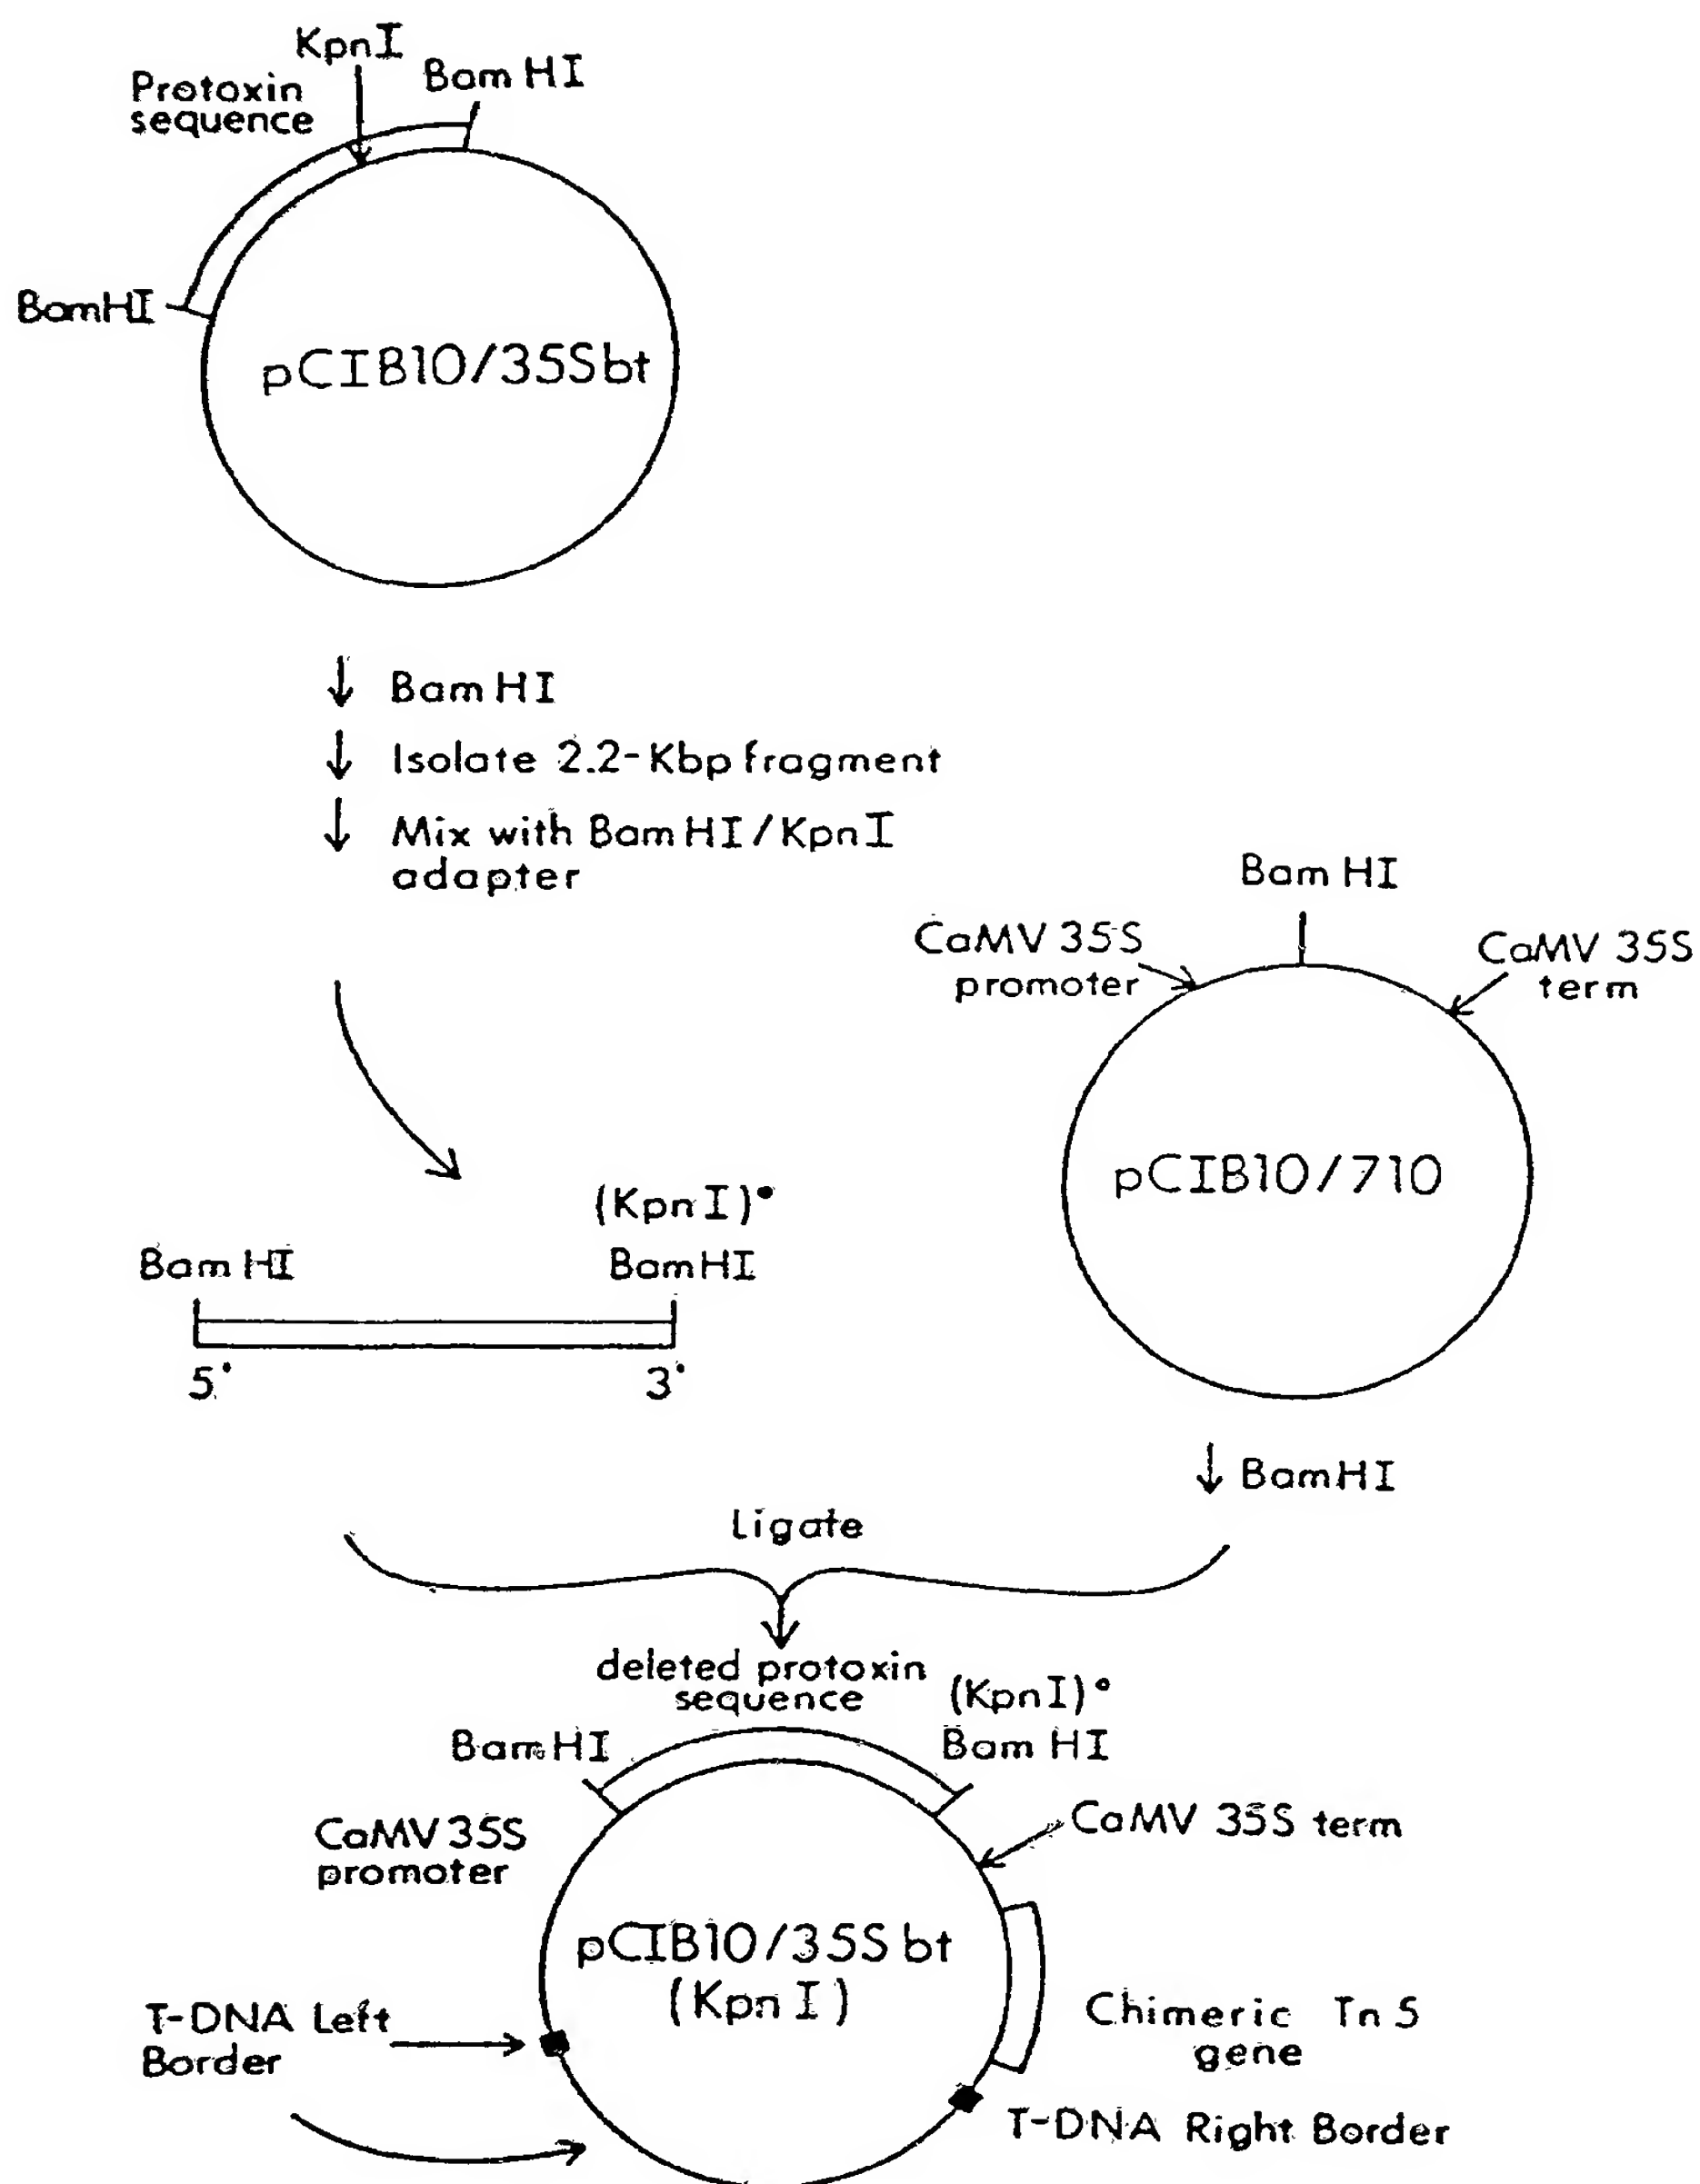 KpnI
Protoxin
sequence
Bam HI
BamHI
pCIB10/35Sbt
↓ Bam HI
↓ Isolate 2.2-Kbp fragment
↓ Mix with Bam HI/KpnI
adapter
Bam HI
CaMV 35S
promoter
CaMV 35S
term
pCIB10/710
(KpnI)°
Bam HI
BamHI
5'
3'
↓ BamHI
Ligate
deleted protoxin
sequence
(KpnI)°
BamHI
Bam HI
CaMV 35S
promoter
CaMV 35S term
pCIB10/35S bt
(Kpn I)
T-DNA Left
Border
Chimeric Tn 5
gene
T-DNA Right Border